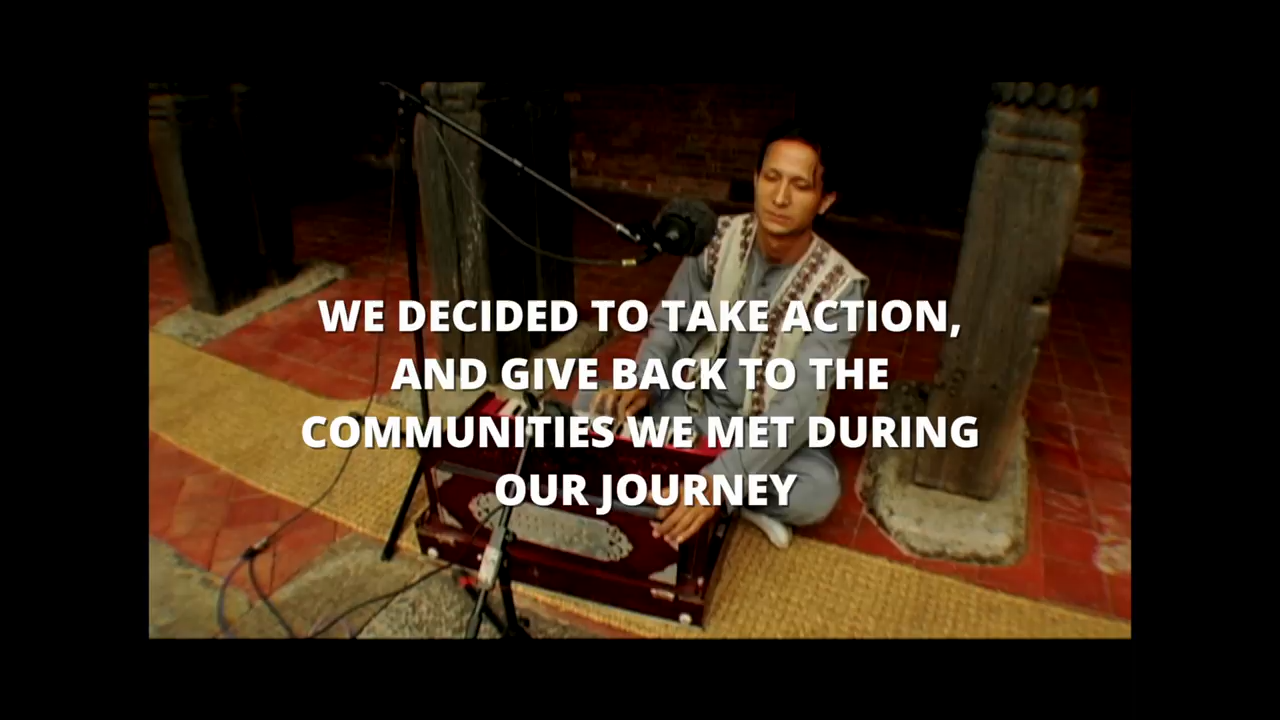 WE DECIDED TO TAKE ACTION,
AND GIVE BACK TO THE
COMMUNITIES WE MET DURING
OUR JOURNEY